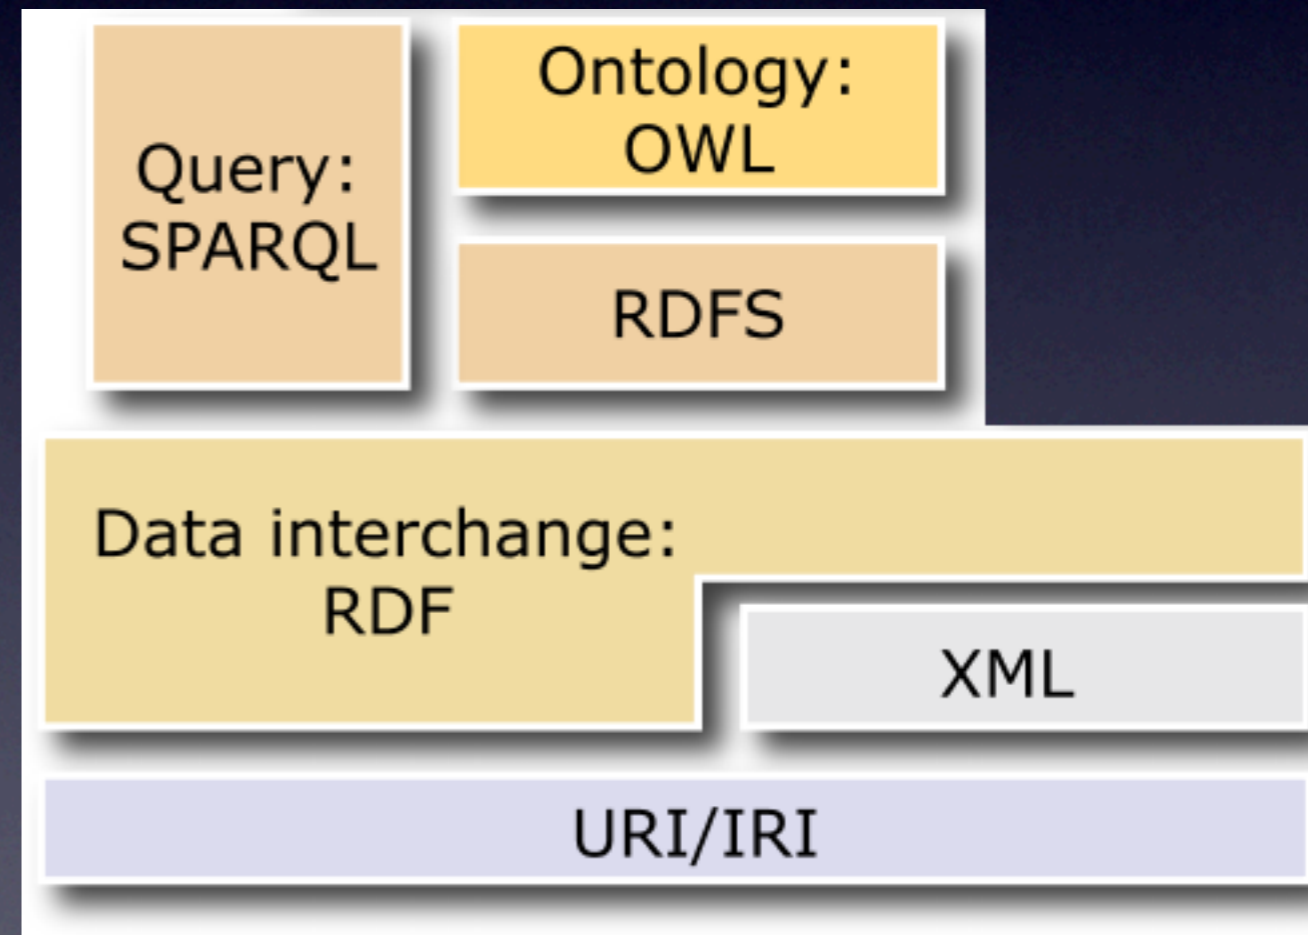 Query:
SPARQL
Ontology:
OWL
RDFS
Data interchange:
RDF
XML
URI/IRI